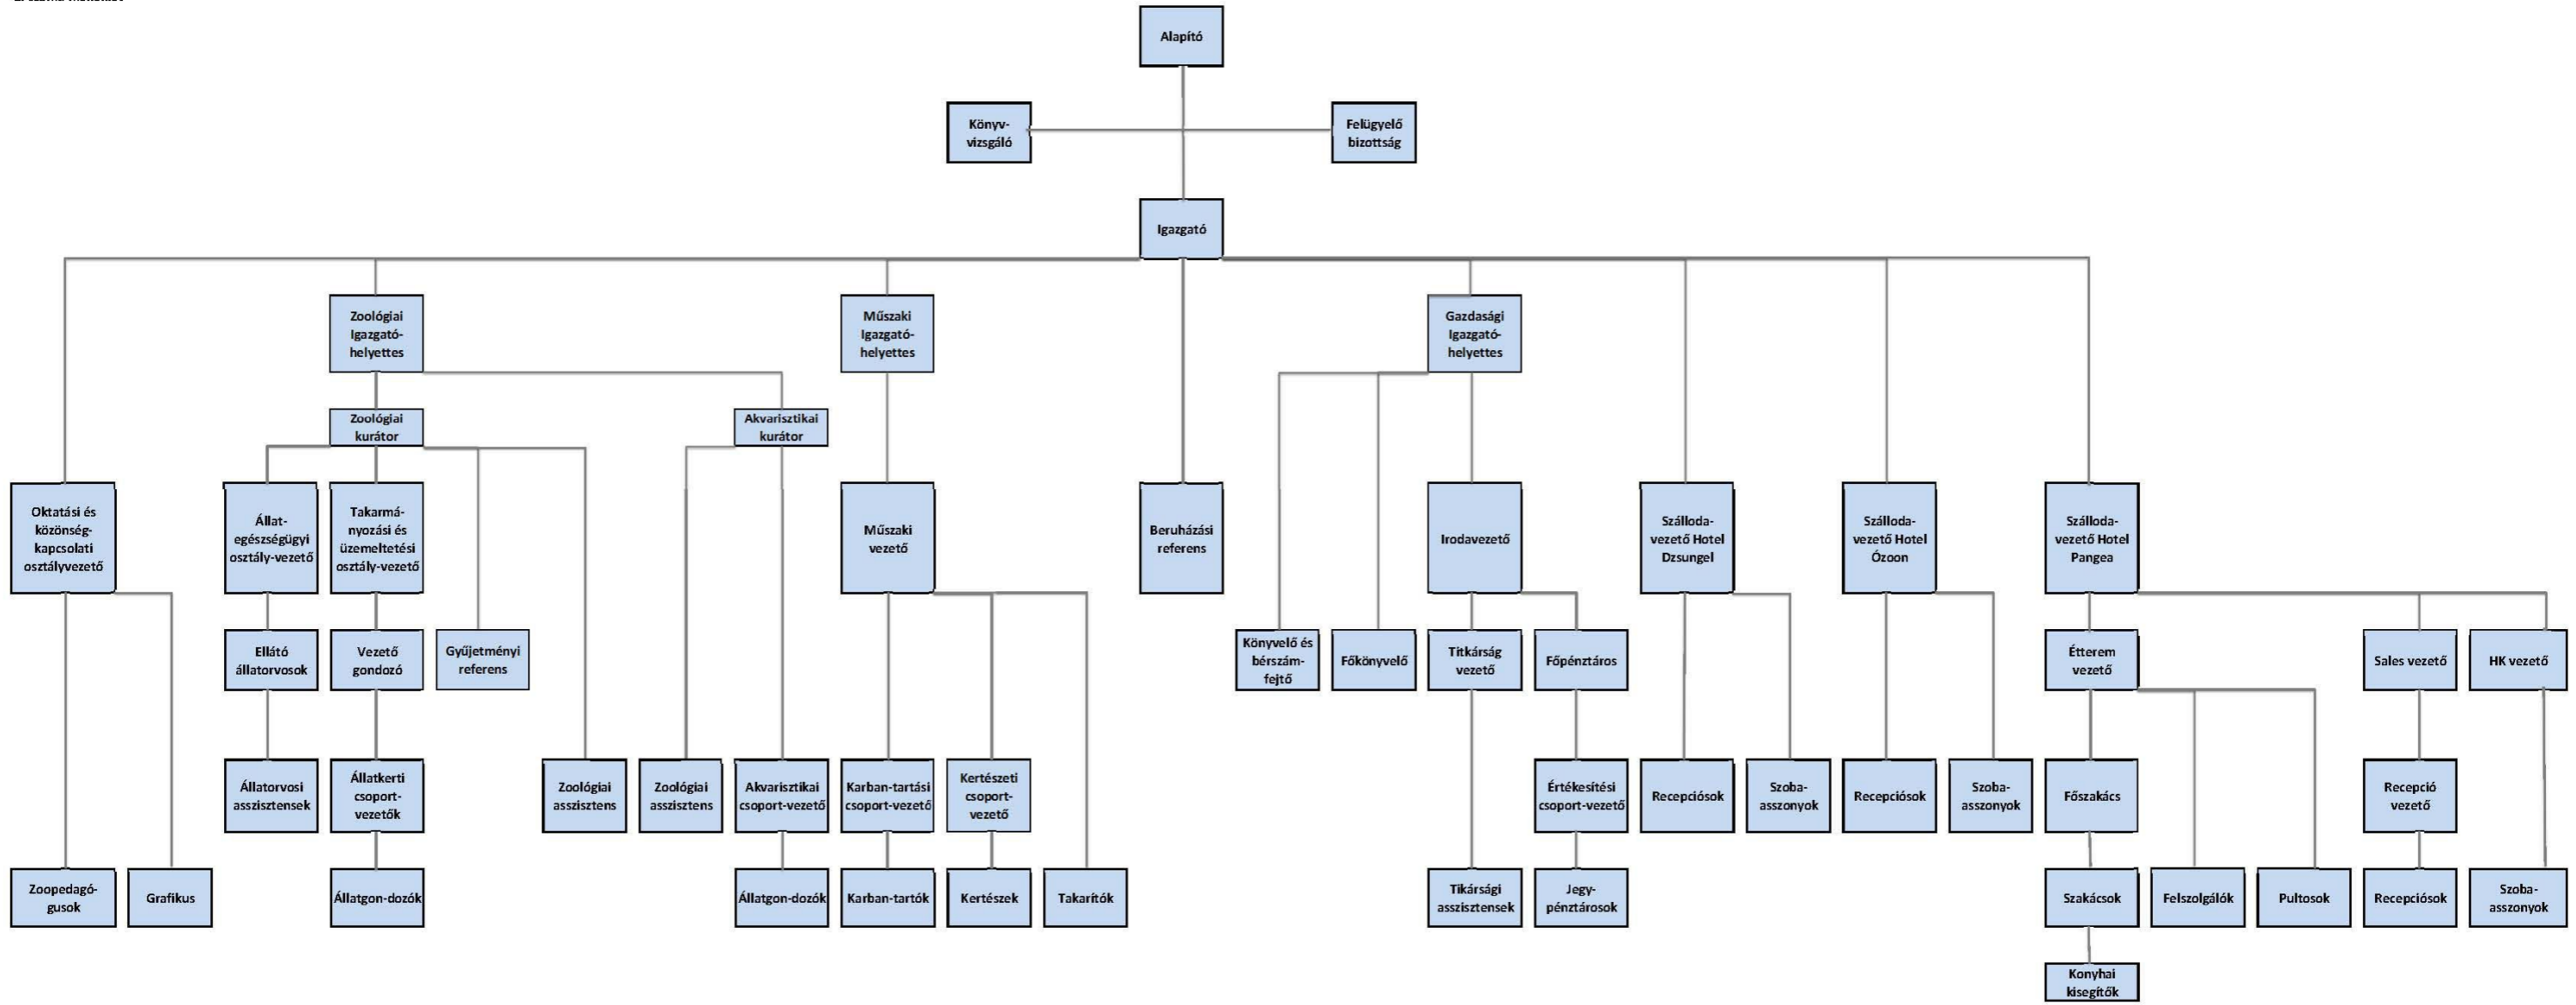 Alapító
Könyv-
vizsgáló
Felügyelő
bizottság
Igazgató
Zoológiai
Igazgató-
helyettes
Műszaki
Igazgató-
helyettes
Gazdasági
Igazgató-
helyettes
Zoológiai
kurátor
Akvarisztikai
kurátor
Oktatási és
közönség-
kapcsolati
osztályvezető
Állat-
egészségügyi
osztály-vezető
Takarmá-
nyozási és
üzemeltetési
osztály-vezető
Műszaki
vezető
Beruházási
referens
Irodavezető
Szálloda-
vezető Hotel
Dzsungel
Szálloda-
vezető Hotel
Ózoon
Szálloda-
vezető Hotel
Pangea
Ellátó
állatorvosok
Vezető
gondozó
Gyűjetményi
referens
Könyvelő és
bérszám-
fejtő
Főkönyvelő
Titkárság
vezető
Főpénztáros
Étterem
vezető
Sales vezető
HK vezető
Állatorvosi
asszisztensek
Állatkerti
csoport-
vezetők
Zoológiai
asszisztens
Zoológiai
asszisztens
Akvarisztikai
csoport-vezető
Karban-tartási
csoport-vezető
Kertészeti
csoport-
vezető
Értékesítési
csoport-vezető
Recepciósok
Szoba-
asszonyok
Recepciósok
Szoba-
asszonyok
Főszakács
Recepció
vezető
Zoopedagó-
gusok
Grafikus
Állatgon-dozók
Állatgon-dozók
Karban-tartók
Kertészek
Takarítók
Tikársági
asszisztensek
Jegy-
pénztárosok
Szakácsok
Felszolgálók
Pultosok
Recepciósok
Szoba-
asszonyok
Konyhai
kisegítők